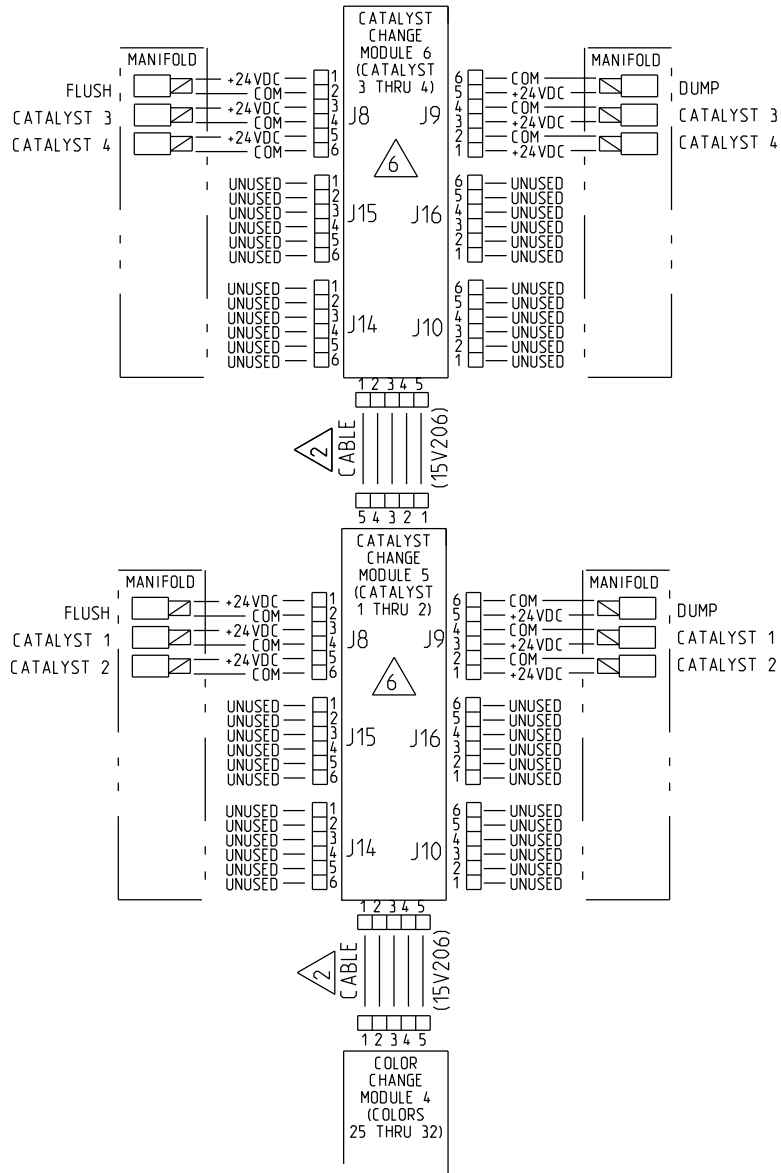 CATALYST
CHANGE
MODULE 6
(CATALYST
3 THRU 4)
MANIFOLD
FLUSH
CATALYST 3
CATALYST 4
+24VDC 1
COM 2
+24VDC 3
COM 4
+24VDC 5
COM 6
J8
J9
6 COM
5 +24VDC
4 COM
3 +24VDC
2 COM
1 +24VDC
MANIFOLD
DUMP
CATALYST 3
CATALYST 4
6
UNUSED 1
UNUSED 2
UNUSED 3
UNUSED 4
UNUSED 5
UNUSED 6
J15
J16
6 UNUSED
5 UNUSED
4 UNUSED
3 UNUSED
2 UNUSED
1 UNUSED
UNUSED 1
UNUSED 2
UNUSED 3
UNUSED 4
UNUSED 5
UNUSED 6
J14
J10
6 UNUSED
5 UNUSED
4 UNUSED
3 UNUSED
2 UNUSED
1 UNUSED
1 2 3 4 5
2
CABLE
(15V206)
5 4 3 2 1
CATALYST
CHANGE
MODULE 5
(CATALYST
1 THRU 2)
MANIFOLD
FLUSH
CATALYST 1
CATALYST 2
+24VDC 1
COM 2
+24VDC 3
COM 4
+24VDC 5
COM 6
J8
J9
6 COM
5 +24VDC
4 COM
3 +24VDC
2 COM
1 +24VDC
MANIFOLD
DUMP
CATALYST 1
CATALYST 2
6
UNUSED 1
UNUSED 2
UNUSED 3
UNUSED 4
UNUSED 5
UNUSED 6
J15
J16
6 UNUSED
5 UNUSED
4 UNUSED
3 UNUSED
2 UNUSED
1 UNUSED
UNUSED 1
UNUSED 2
UNUSED 3
UNUSED 4
UNUSED 5
UNUSED 6
J14
J10
6 UNUSED
5 UNUSED
4 UNUSED
3 UNUSED
2 UNUSED
1 UNUSED
1 2 3 4 5
2
CABLE
(15V206)
1 2 3 4 5
COLOR
CHANGE
MODULE 4
(COLORS
25 THRU 32)